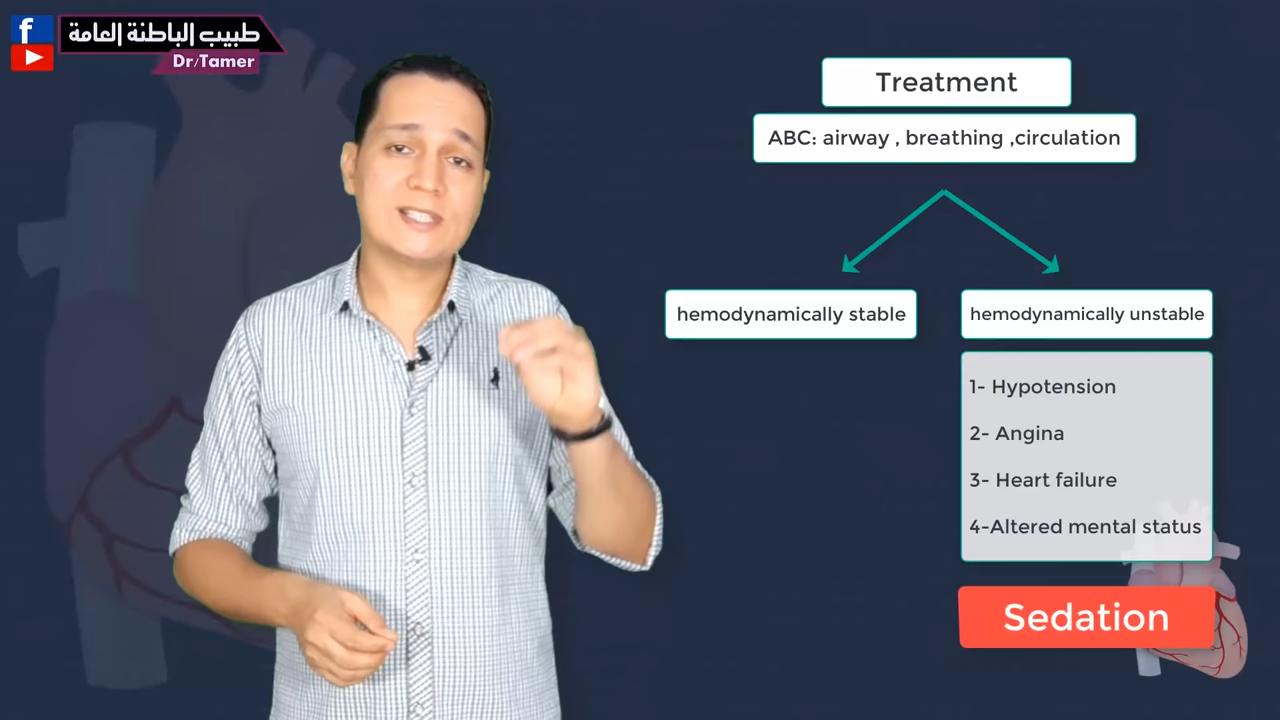 f
طبيب الباطنة العامة
Dr/Tamer
Treatment
ABC: airway , breathing ,circulation
hemodynamically stable
hemodynamically unstable
1- Hypotension
2- Angina
3- Heart failure
4-Altered mental status
Sedation